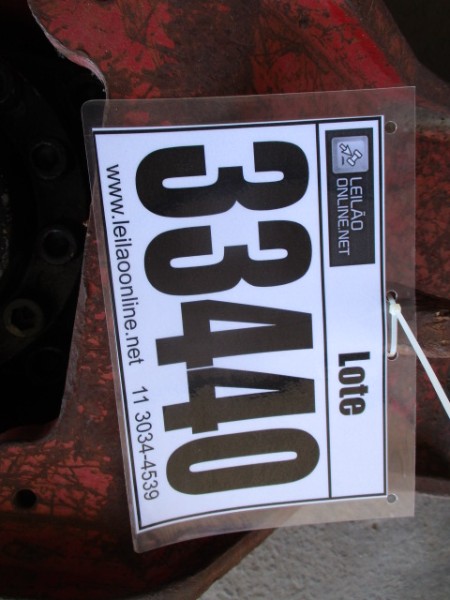 LEILÃO
ONLINE.NET
Lote
33440
www.leilaoonline.net 11 3034-4539